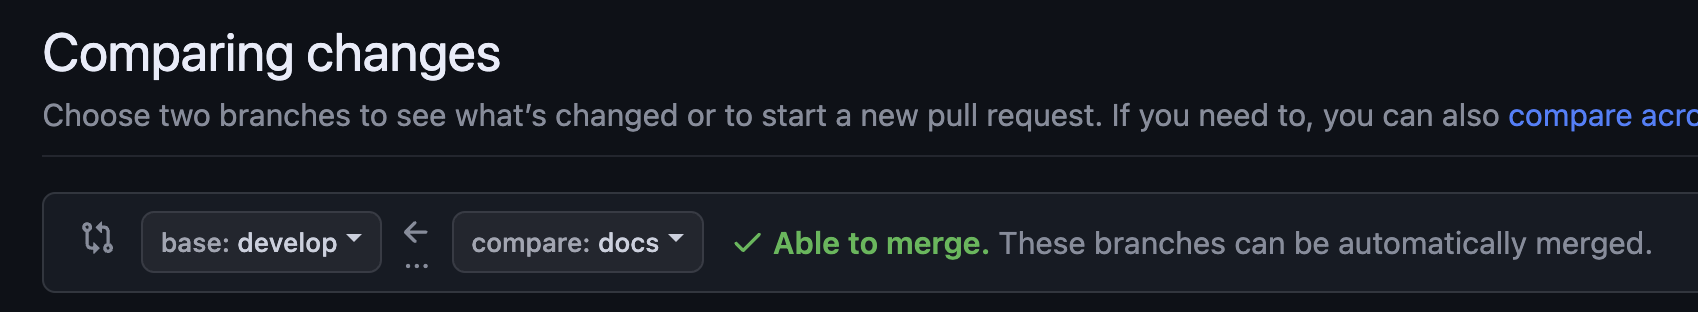 Comparing changes
Choose two branches to see what's changed or to start a new pull request. If you need to, you can also compare
base: develop ← compare: docs ✓ Able to merge. These branches can be automatically merged.
...